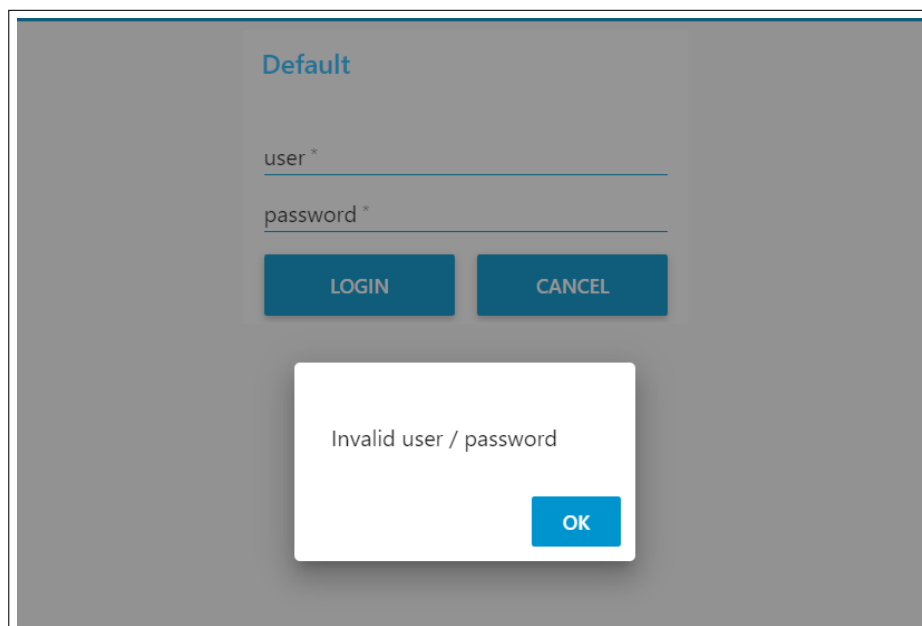 Default
user *
password *
LOGIN CANCEL
Invalid user / password
OK